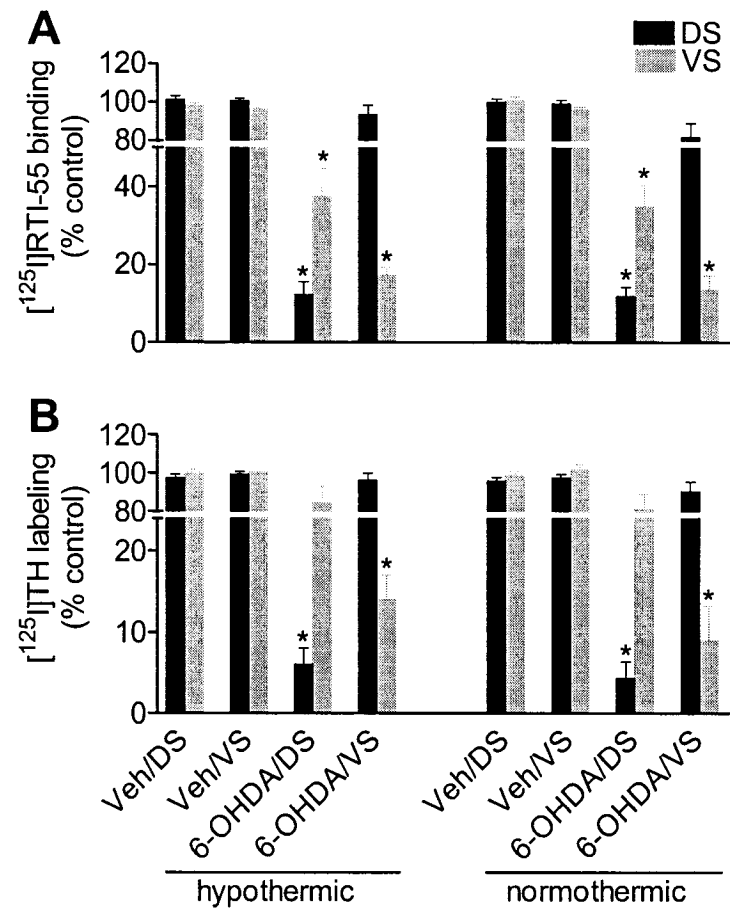 A
DS
VS
[125I]RTI-55 binding
(% control)
120
100
80
40
20
0
*
*
*
*
*
*
B
[125I]TH labeling
(% control)
120
100
80
20
10
0
*
*
*
*
Veh/DS
Veh/VS
6-OHDA/DS
6-OHDA/VS
Veh/DS
Veh/VS
6-OHDA/DS
6-OHDA/VS
hypothermic
normothermic